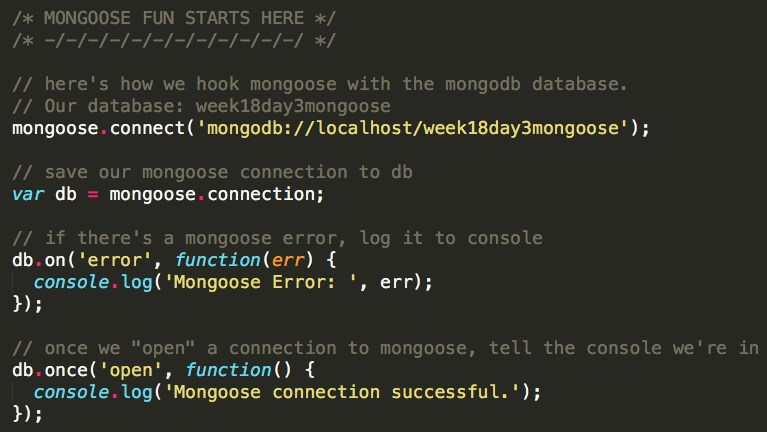 /* MONGOOSE FUN STARTS HERE */
/* -/-/-/-/-/-/-/-/-/-/-/-/ */
// here's how we hook mongoose with the mongodb database.
// Our database: week18day3mongoose
mongoose.connect('mongodb://localhost/week18day3mongoose');
// save our mongoose connection to db
var db = mongoose.connection;
// if there's a mongoose error, log it to console
db.on('error', function(err) {
  console.log('Mongoose Error: ', err);
});
// once we "open" a connection to mongoose, tell the console we're in
db.once('open', function() {
  console.log('Mongoose connection successful.');
});